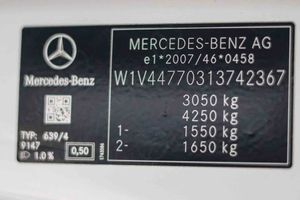 MERCEDES-BENZ AG
e1*2007/46*0458
Mercedes-Benz
W1V44770313742367
3050 kg
4250 kg
1- 1550 kg
2- 1650 kg
TYP: 639/4
9147
1.0 % 0,50